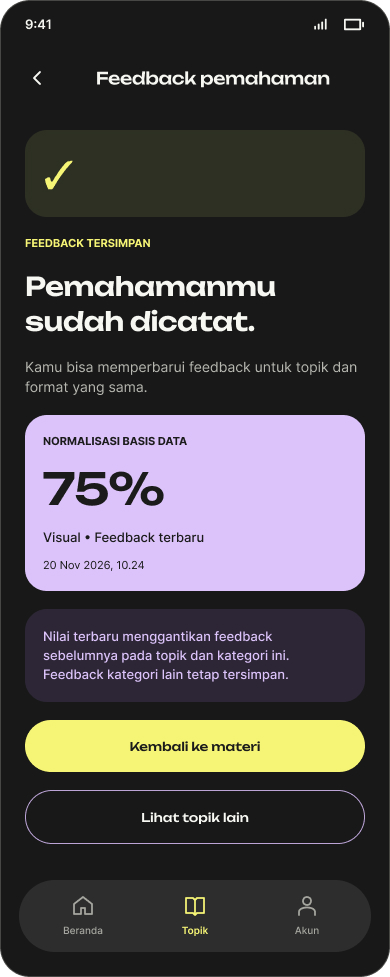 9:41
Feedback pemahaman
✓
FEEDBACK TERSIMPAN
Pemahamanmu
sudah dicatat.
Kamu bisa memperbarui feedback untuk topik dan
format yang sama.
NORMALISASI BASIS DATA
75%
Visual • Feedback terbaru
20 Nov 2026, 10.24
Nilai terbaru menggantikan feedback
sebelumnya pada topik dan kategori ini.
Feedback kategori lain tetap tersimpan.
Kembali ke materi
Lihat topik lain
Beranda
Topik
Akun